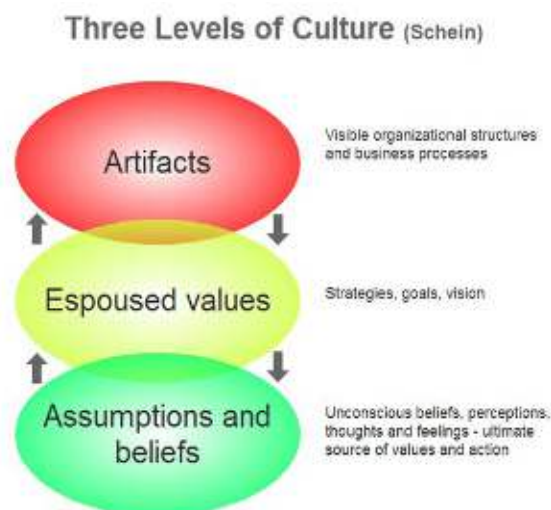 Three Levels of Culture (Schein)
Artifacts
Visible organizational structures
and business processes
Espoused values
Strategies, goals, vision
Assumptions and
beliefs
Unconscious beliefs, perceptions,
thoughts and feelings - ultimate
source of values and action